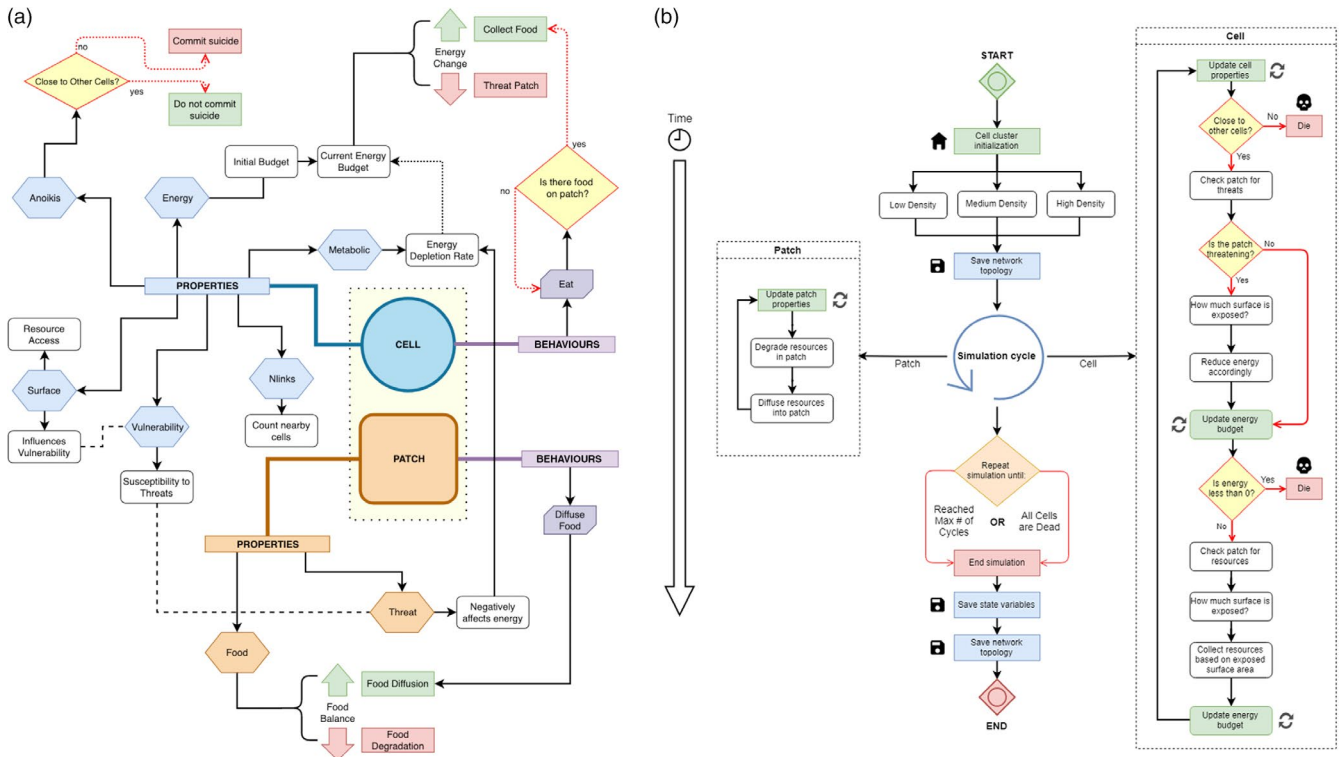 (a)
no
Commit suicide
Close to Other Cells?
yes
Do not commit
suicide
Energy
Change
Collect Food
Threat Patch
Initial Budget
Current Energy
Budget
Anoikis
Energy
yes
Is there food
on patch?
no
Metabolic
Energy
Depletion Rate
Eat
PROPERTIES
Resource
Access
CELL
BEHAVIOURS
Surface
Nlinks
Influences
Vulnerability
Vulnerability
Count nearby
cells
PATCH
BEHAVIOURS
Susceptibility to
Threats
Diffuse
Food
PROPERTIES
Threat
Negatively
affects energy
Food
Food Diffusion
Food
Balance
Food
Degradation
(b)
Time
START
Cell cluster
initialization
Low Density
Medium Density
High Density
Save network
topology
Simulation cycle
Patch
Cell
Patch
Update patch
properties
Degrade resources
in patch
Diffuse resources
into patch
Repeat
simulation until:
Reached
Max # of
Cycles
OR
All Cells
are Dead
End simulation
Save state variables
Save network
topology
END
Cell
Update cell
properties
Close to
other cells?
No
Die
Yes
Check patch for
threats
Is the patch
threatening?
No
Yes
How much surface
is exposed?
Reduce energy
accordingly
Update energy
budget
Is energy
less than 0?
Yes
Die
No
Check patch for
resources
How much surface is
exposed?
Collect resources
based on exposed
surface area
Update energy
budget